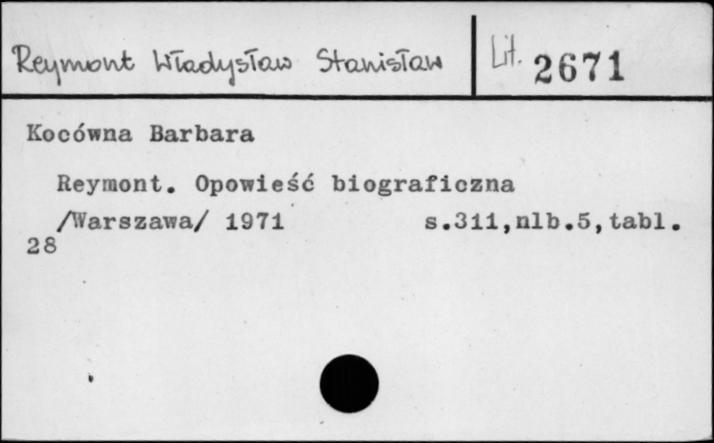 Reymont Władysław Stanisław
Lit. 2671
Kocówna Barbara
Reymont. Opowieść biograficzna
/Warszawa/ 1971 s.311,nlb.5,tabl.
28